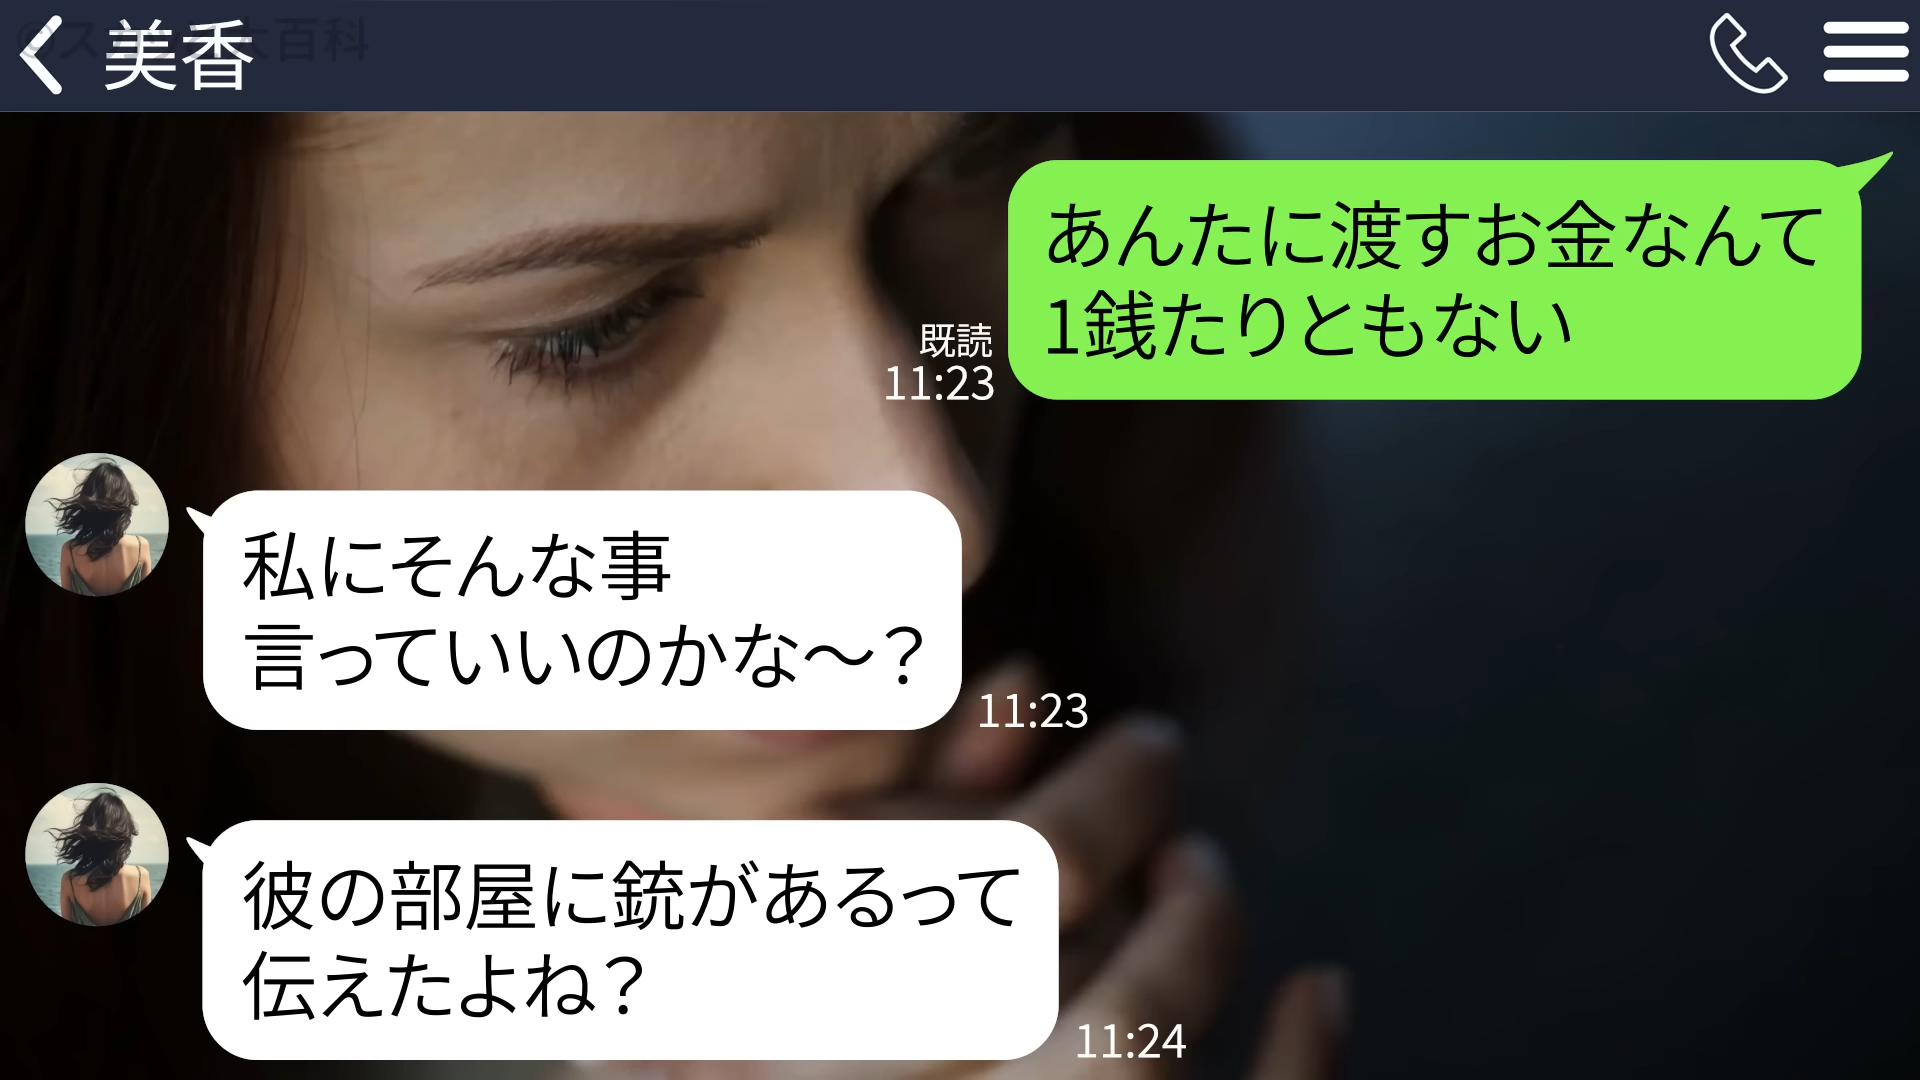 美香
あんたに渡すお金なんて
1銭たりともない
既読
11:23
私にそんな事
言っていいのかな～？
11:23
彼の部屋に銃があるって
伝えたよね？
11:24